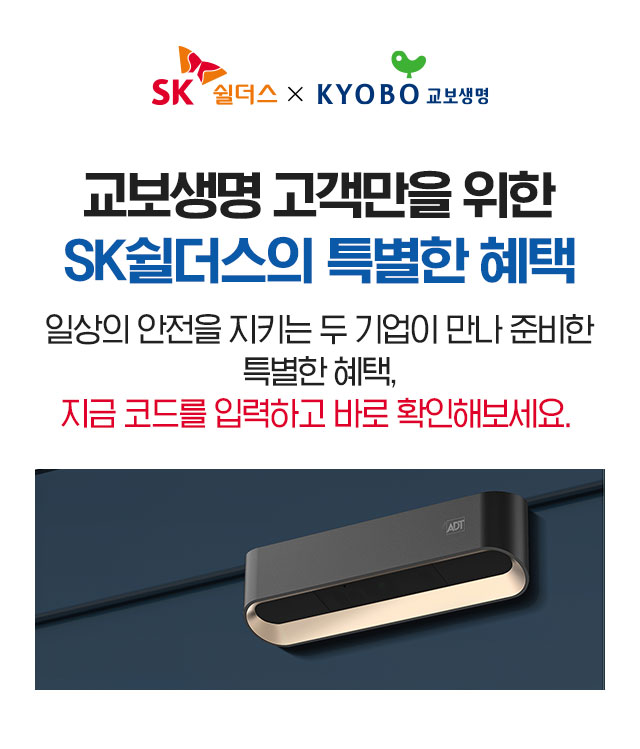 SK 쉴더스 × KYOBO 교보생명
교보생명 고객만을 위한
SK쉴더스의 특별한 혜택
일상의 안전을 지키는 두 기업이 만나 준비한
특별한 혜택,
지금 코드를 입력하고 바로 확인해보세요.
ADT